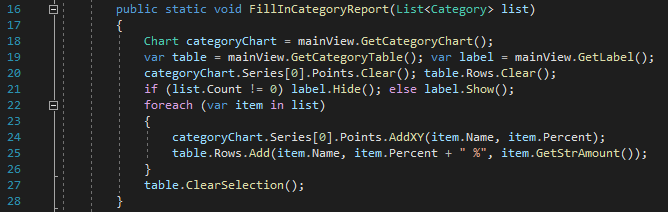 16 public static void FillInCategoryReport(List<Category> list)
17 {
18 Chart categoryChart = mainView.GetCategoryChart();
19 var table = mainView.GetCategoryTable(); var label = mainView.GetLabel();
20 categoryChart.Series[0].Points.Clear(); table.Rows.Clear();
21 if (list.Count != 0) label.Hide(); else label.Show();
22 foreach (var item in list)
23 {
24 categoryChart.Series[0].Points.AddXY(item.Name, item.Percent);
25 table.Rows.Add(item.Name, item.Percent + " %", item.GetStrAmount());
26 }
27 table.ClearSelection();
28 }